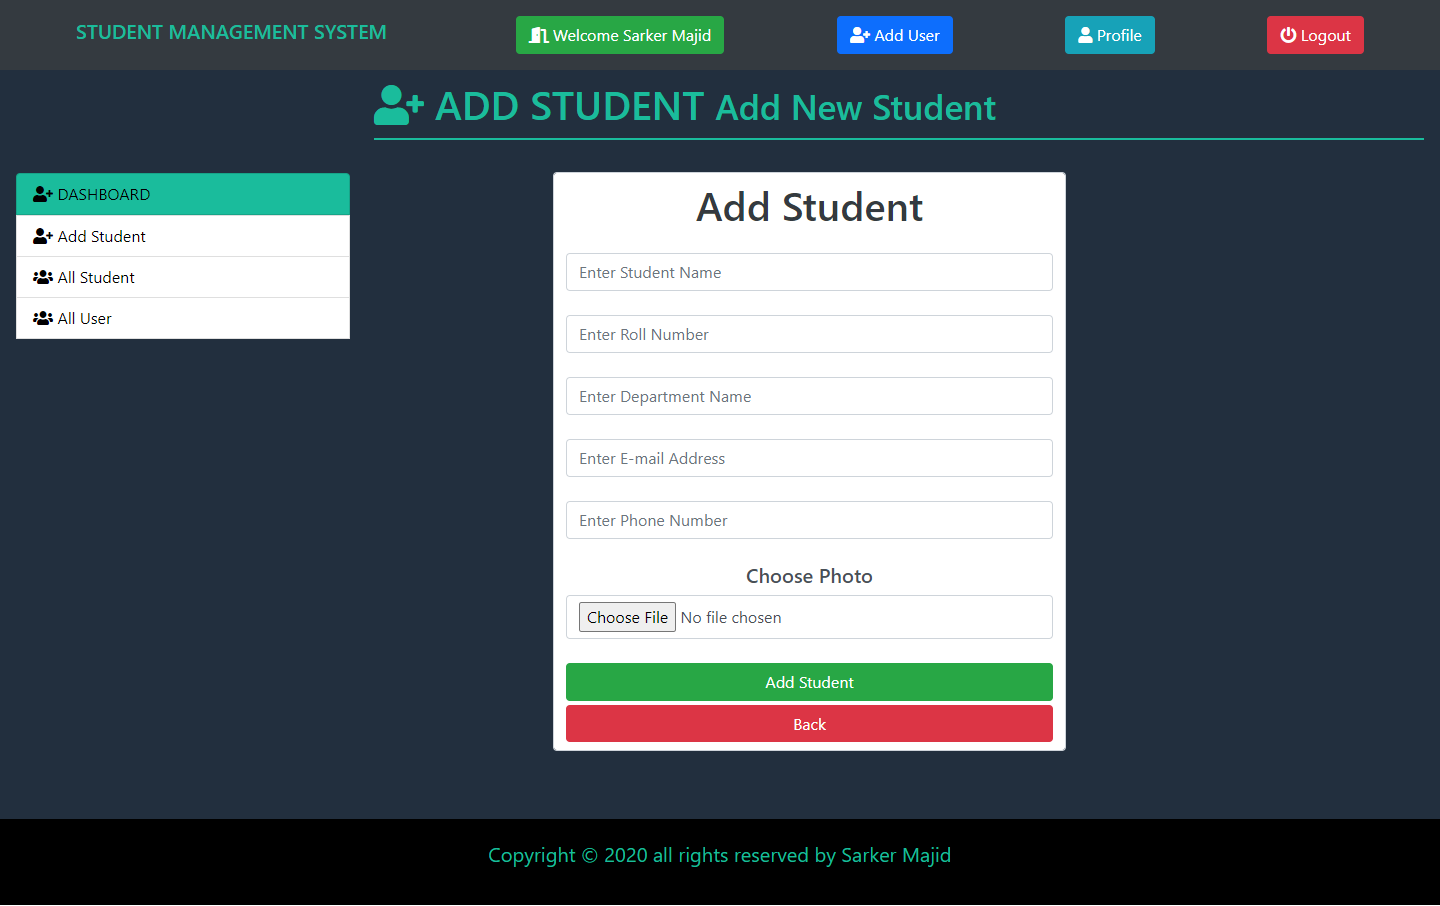 STUDENT MANAGEMENT SYSTEM
Welcome Sarker Majid
Add User
Profile
Logout
ADD STUDENT Add New Student
DASHBOARD
Add Student
All Student
All User
Add Student
Enter Student Name
Enter Roll Number
Enter Department Name
Enter E-mail Address
Enter Phone Number
Choose Photo
Choose File No file chosen
Add Student
Back
Copyright © 2020 all rights reserved by Sarker Majid